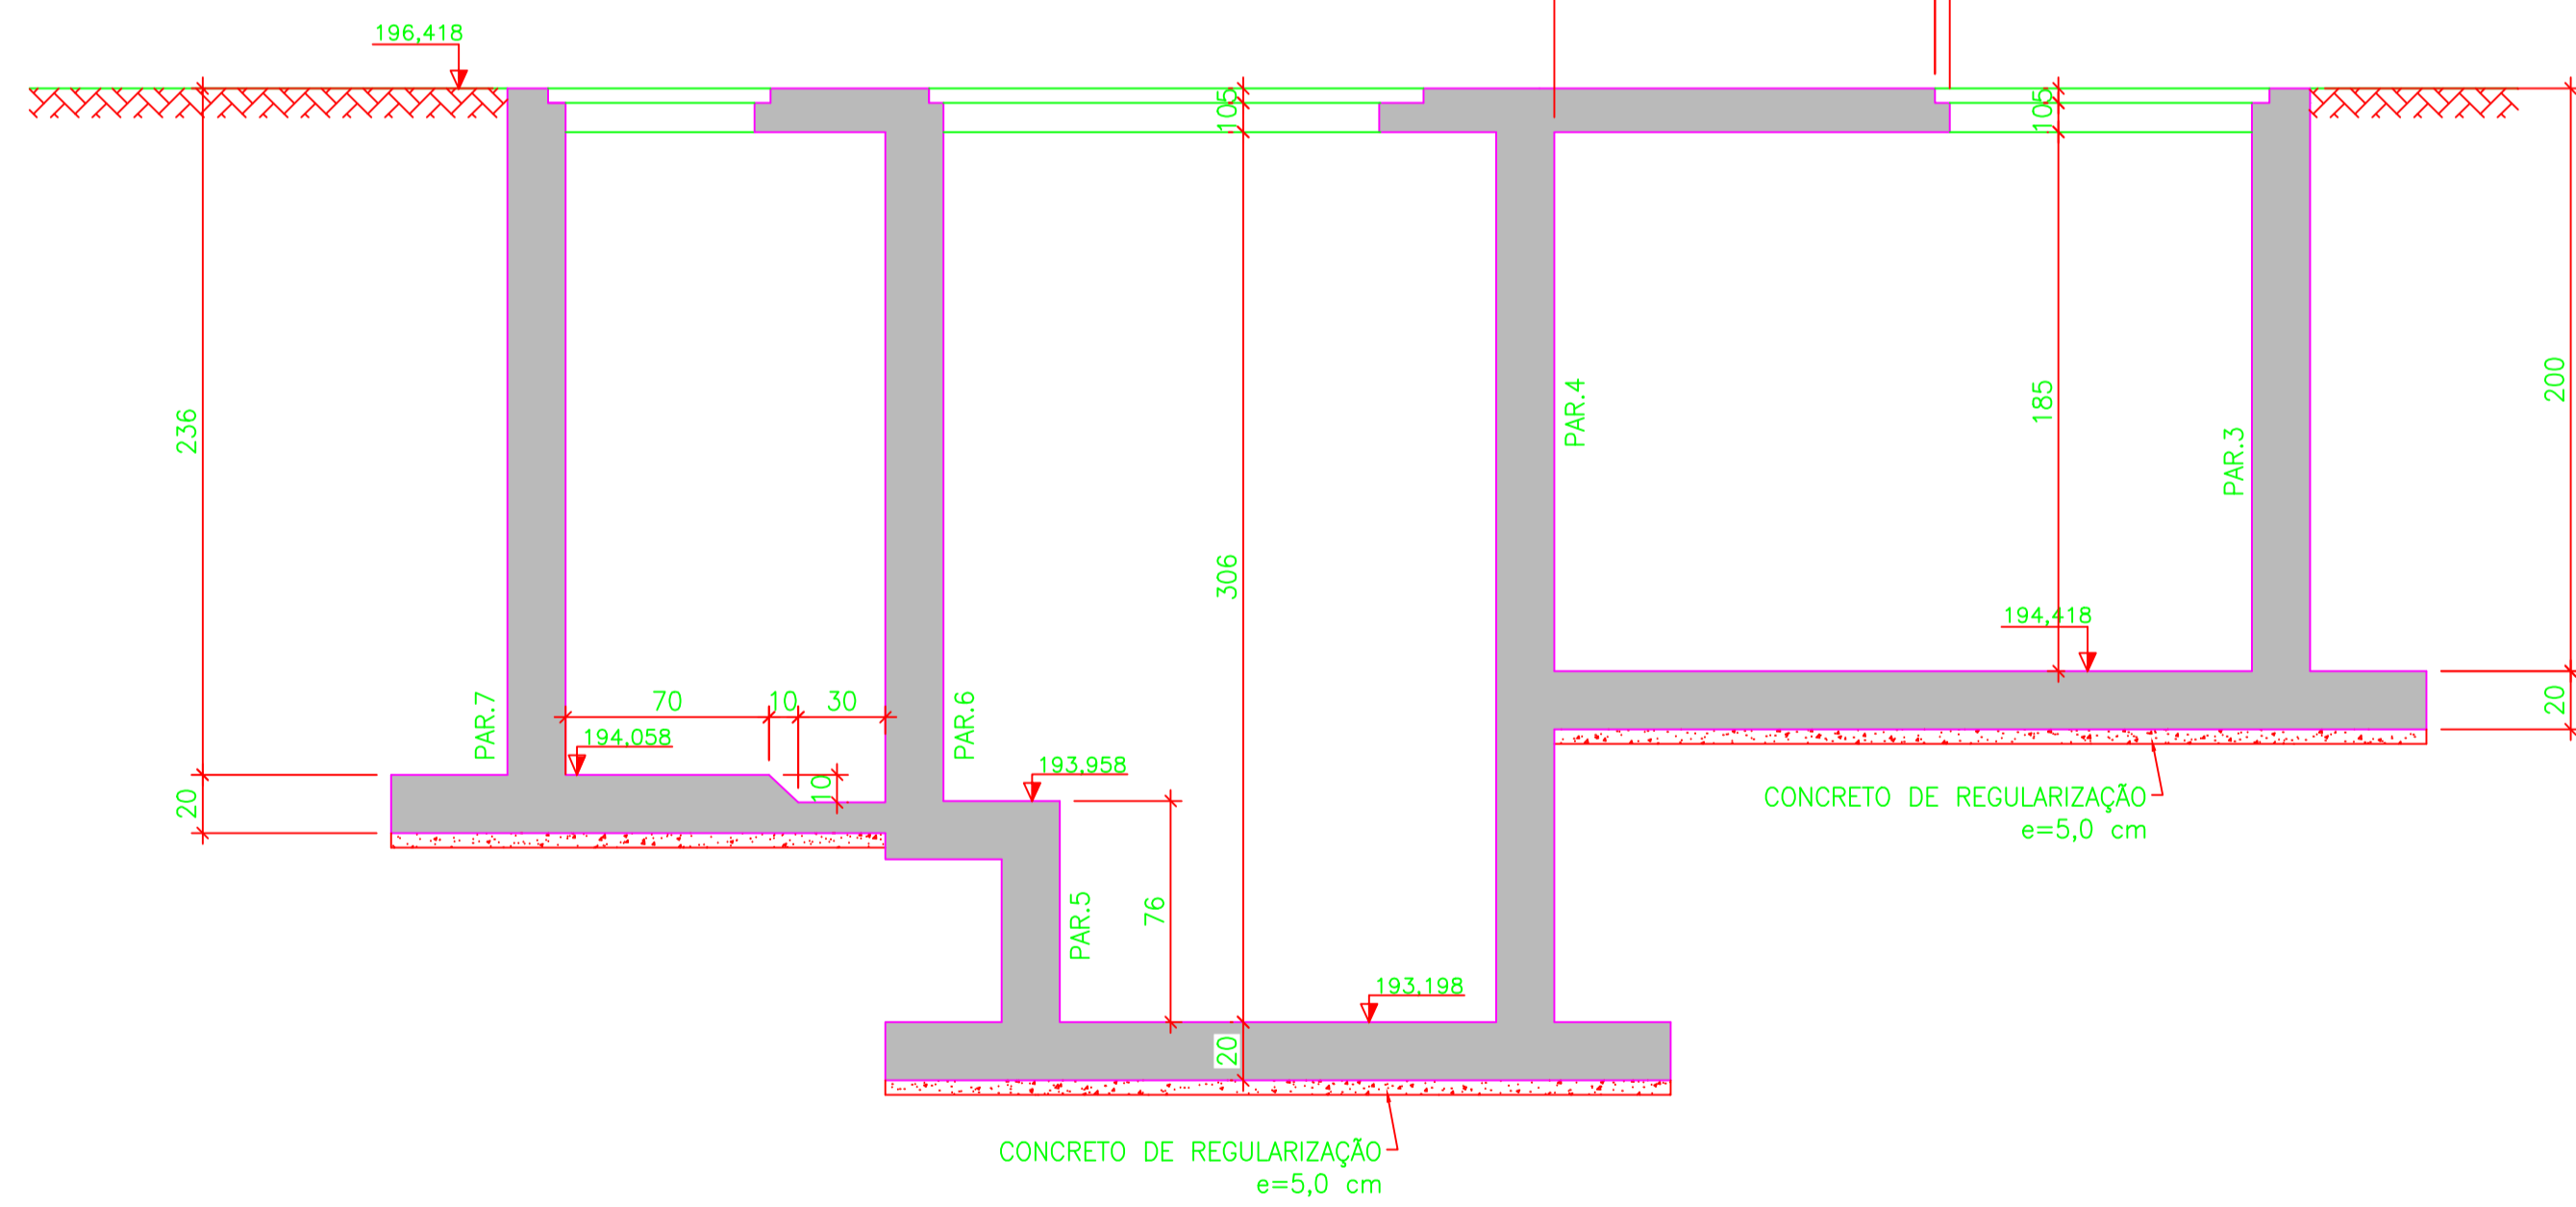 196,418
105
105
236
306
185
200
PAR.4
PAR.3
194,418
70
10
30
PAR.7
194,058
PAR.6
193,958
10
20
20
CONCRETO DE REGULARIZAÇÃO
e=5,0 cm
76
PAR.5
193,198
20
CONCRETO DE REGULARIZAÇÃO
e=5,0 cm